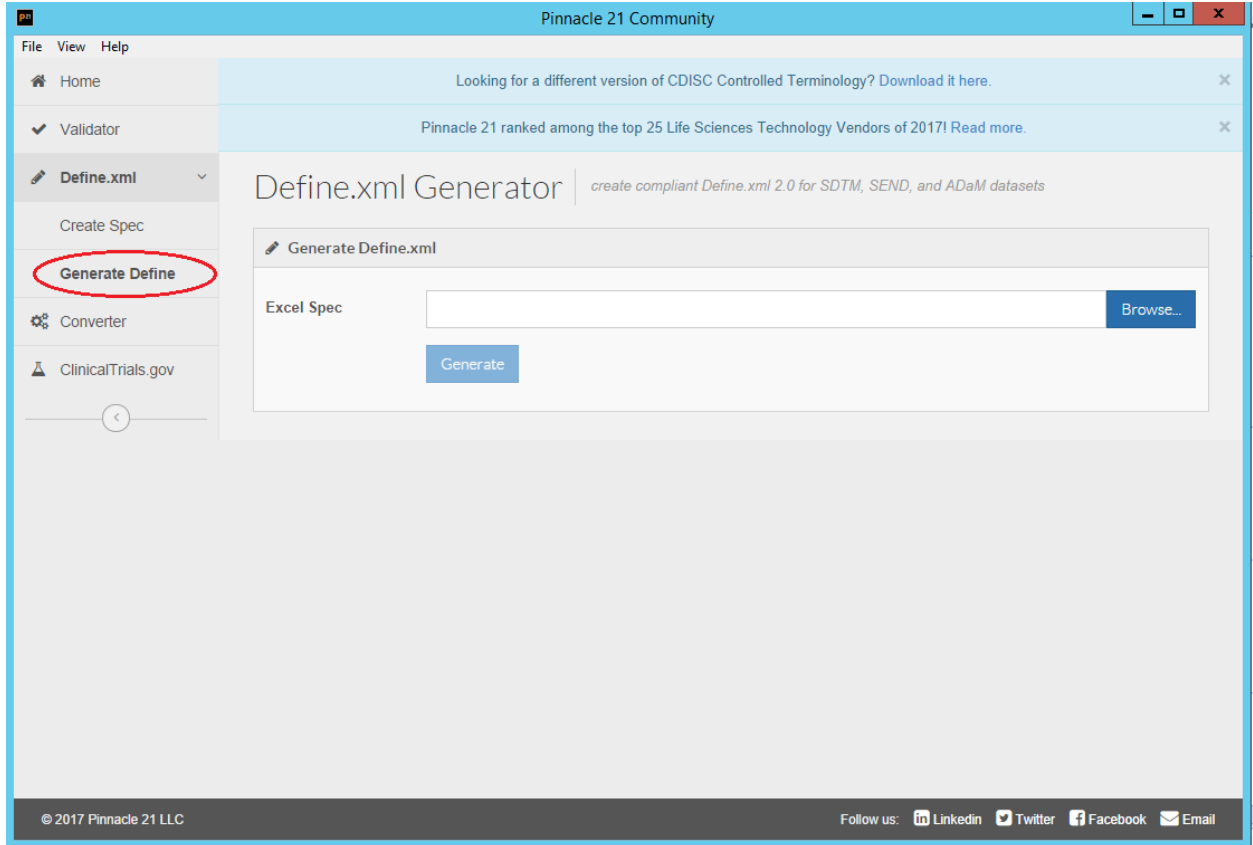 Pinnacle 21 Community
File View Help
Home
Validator
Define.xml
Create Spec
Generate Define
Converter
ClinicalTrials.gov
Looking for a different version of CDISC Controlled Terminology? Download it here.
Pinnacle 21 ranked among the top 25 Life Sciences Technology Vendors of 2017! Read more.
Define.xml Generator create compliant Define.xml 2.0 for SDTM, SEND, and ADaM datasets
Generate Define.xml
Excel Spec Browse...
Generate
© 2017 Pinnacle 21 LLC Follow us: Linkedin Twitter Facebook Email